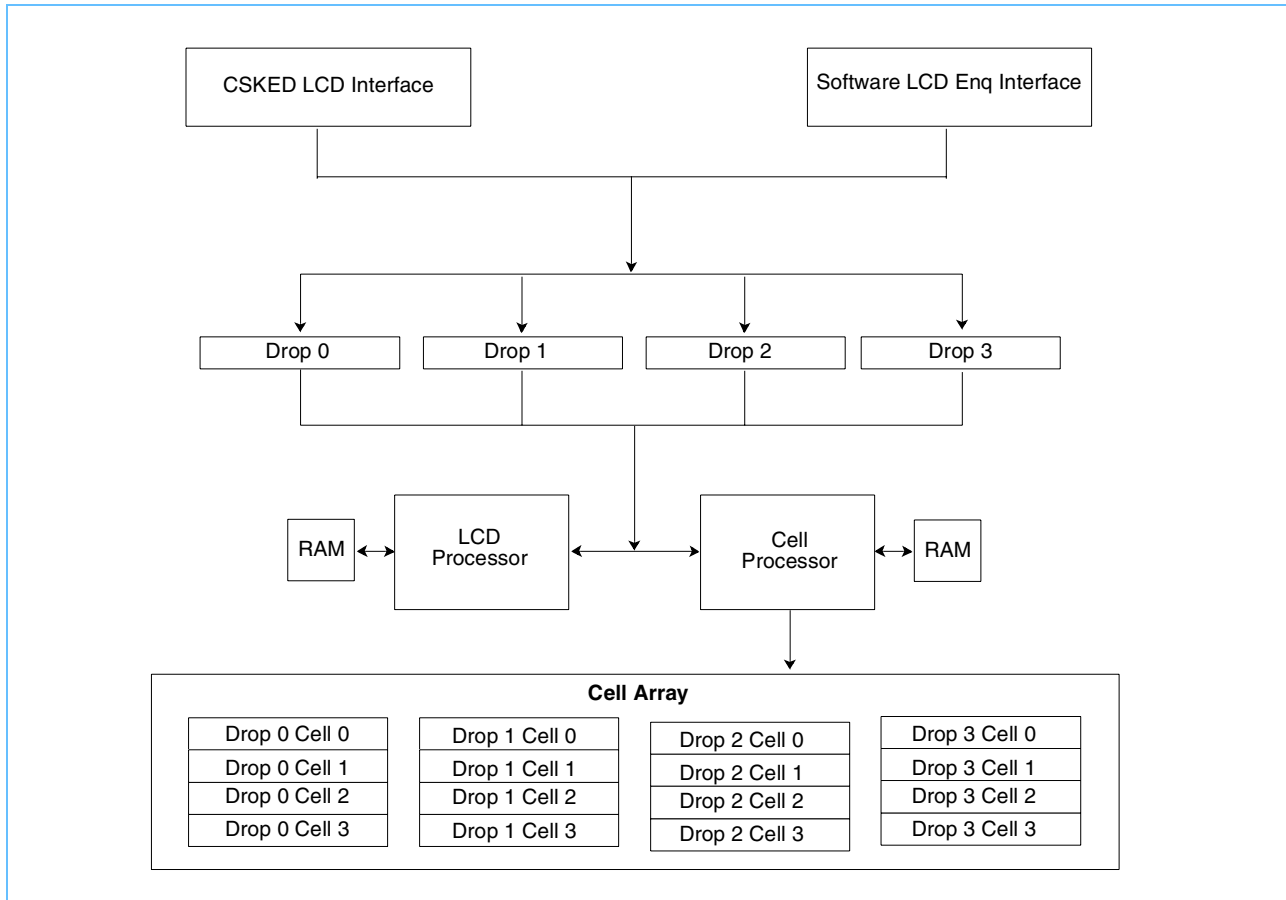 CSKED LCD Interface
Software LCD Enq Interface
Drop 0
Drop 1
Drop 2
Drop 3
RAM
LCD
Processor
Cell
Processor
RAM
Cell Array
Drop 0 Cell 0
Drop 0 Cell 1
Drop 0 Cell 2
Drop 0 Cell 3
Drop 1 Cell 0
Drop 1 Cell 1
Drop 1 Cell 2
Drop 1 Cell 3
Drop 2 Cell 0
Drop 2 Cell 1
Drop 2 Cell 2
Drop 2 Cell 3
Drop 3 Cell 0
Drop 3 Cell 1
Drop 3 Cell 2
Drop 3 Cell 3